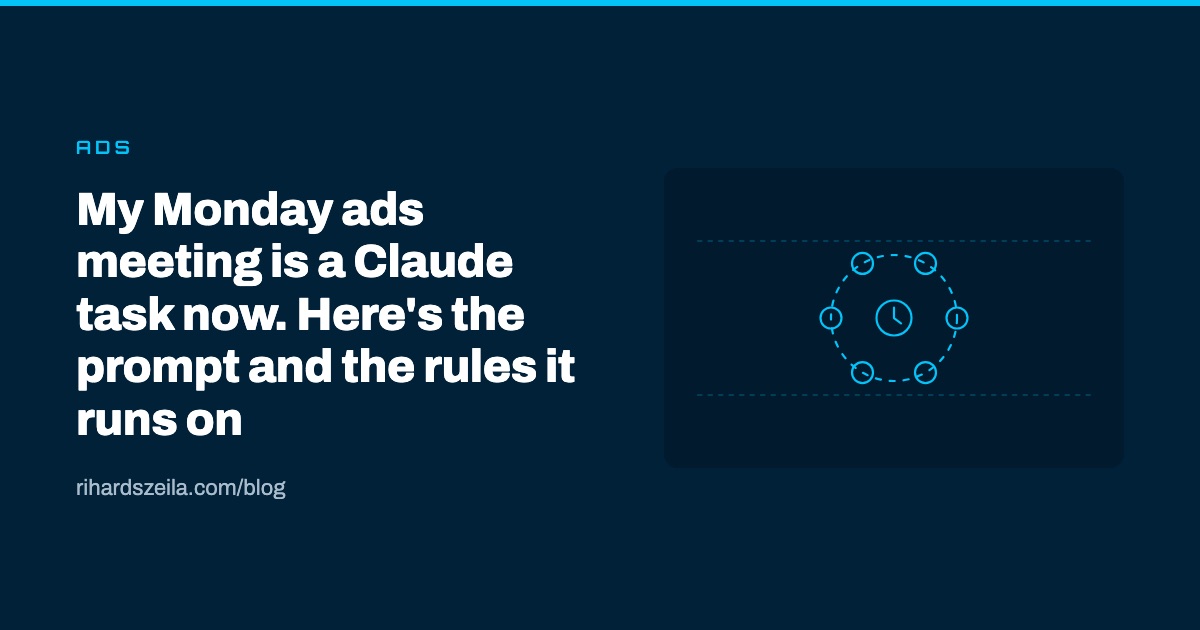 ADS
My Monday ads
meeting is a Claude
task now. Here's the
prompt and the rules it
runs on
rihardszeila.com/blog